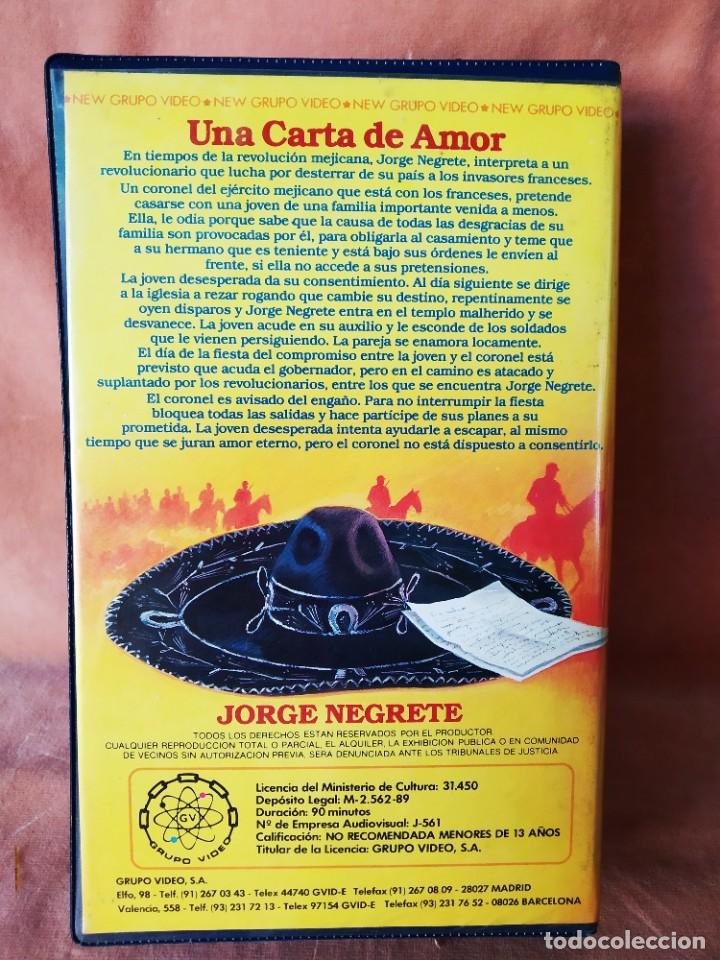 ★NEW GRUPO VIDEO★NEW GRUPO VIDEO★NEW GRUPO VIDEO★NEW GRUPO VIDEO★
Una Carta de Amor
En tiempos de la revolución mejicana, Jorge Negrete, interpreta a un
revolucionario que lucha por desterrar de su país a los invasores franceses.
Un coronel del ejército mejicano que está con los franceses, pretende
casarse con una joven de una familia importante venida a menos.
Ella, le odia porque sabe que la causa de todas las desgracias de su
familia son provocadas por él, para obligarla al casamiento y teme que
a su hermano que es teniente y está bajo sus órdenes le envíen al
frente, si ella no accede a sus pretensiones.
La joven desesperada da su consentimiento. Al día siguiente se dirige
a la iglesia a rezar rogando que cambie su destino, repentinamente se
oyen disparos y Jorge Negrete entra en el templo malherido y se
desvanece. La joven acude en su auxilio y le esconde de los soldados
que le vienen persiguiendo. La pareja se enamora locamente.
El día de la fiesta del compromiso entre la joven y el coronel está
previsto que acuda el gobernador, pero en el camino es atacado y
suplantado por los revolucionarios, entre los que se encuentra Jorge Negrete.
El coronel es avisado del engaño. Para no interrumpir la fiesta
bloquea todas las salidas y hace partícipe de sus planes a su
prometida. La joven desesperada intenta ayudarle a escapar, al mismo
tiempo que se juran amor eterno, pero el coronel no está dispuesto a consentirlo.
JORGE NEGRETE
TODOS LOS DERECHOS ESTAN RESERVADOS POR EL PRODUCTOR
CUALQUIER REPRODUCCION TOTAL O PARCIAL, EL ALQUILER, LA EXHIBICION PUBLICA O EN COMUNIDAD
DE VECINOS SIN AUTORIZACION PREVIA, SERA DENUNCIADA ANTE LOS TRIBUNALES DE JUSTICIA
GV
GRUPO VIDEO
Licencia del Ministerio de Cultura: 31.450
Depósito Legal: M-2.562-89
Duración: 90 minutos
Nº de Empresa Audiovisual: J-561
Calificación: NO RECOMENDADA MENORES DE 13 AÑOS
Titular de la Licencia: GRUPO VIDEO, S.A.
GRUPO VIDEO, S.A.
Elfo, 98 - Telf. (91) 267 03 43 - Telex 44740 GVID-E Telefax (91) 267 08 09 - 28027 MADRID
Valencia, 558 - Telf. (93) 231 72 13 - Telex 97154 GVID-E Telefax (93) 231 76 52 - 08026 BARCELONA
todocoleccion